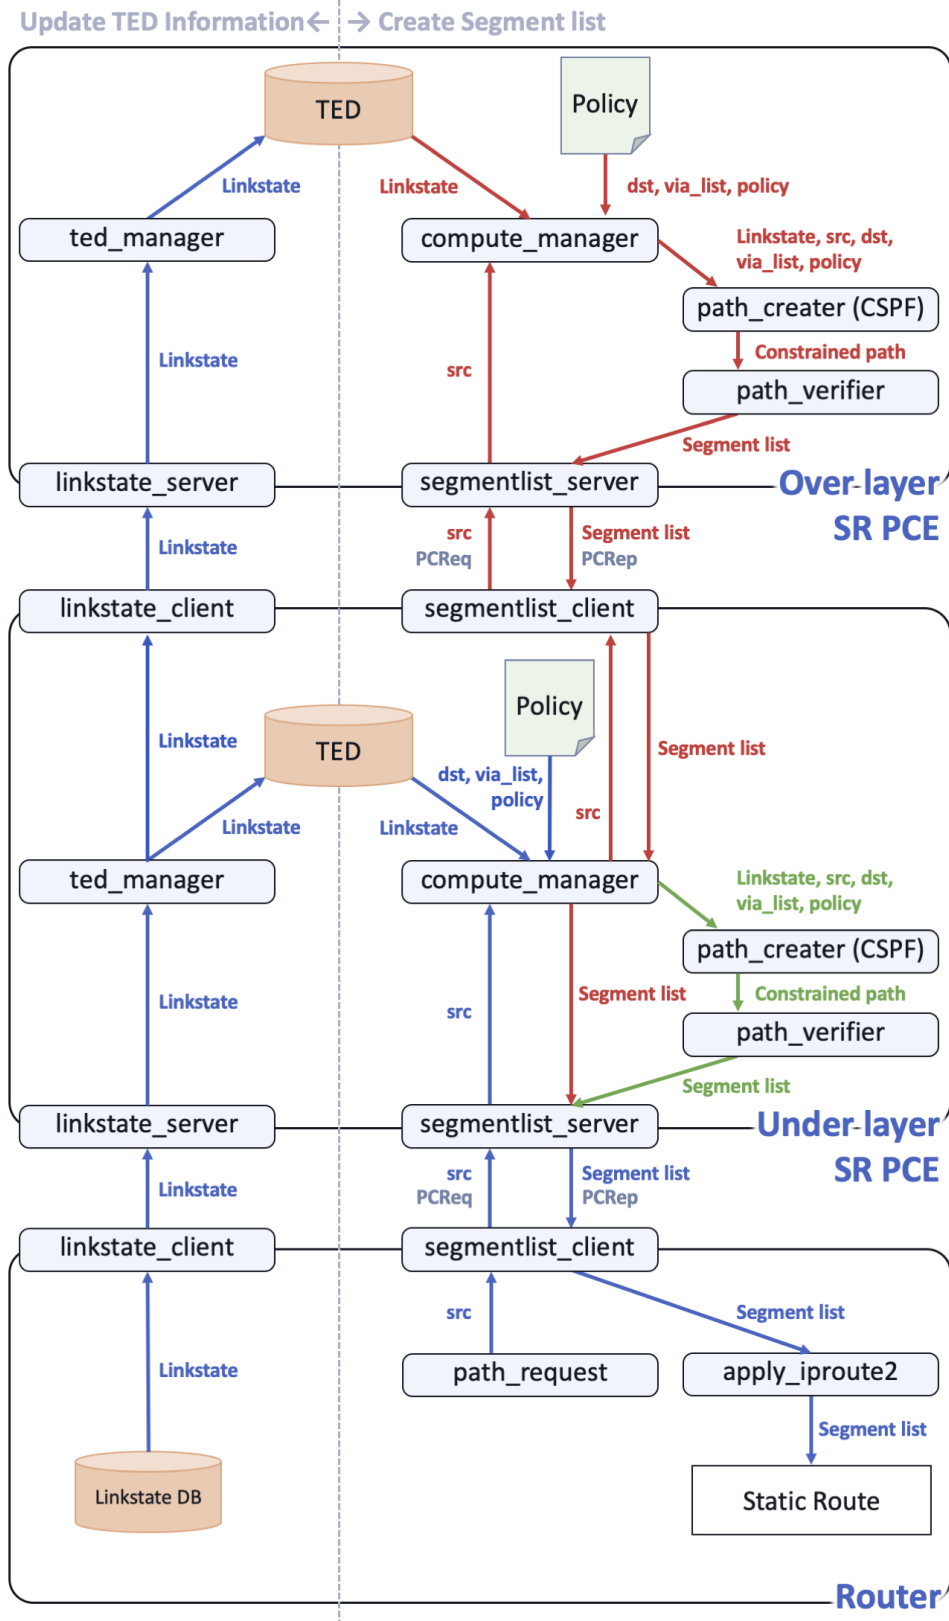 Update TED Information← → Create Segment list
TED
Policy
Linkstate
Linkstate
dst, via_list, policy
ted_manager
compute_manager
Linkstate, src, dst,
via_list, policy
path_creater (CSPF)
Linkstate
Constrained path
src
path_verifier
Segment list
linkstate_server
segmentlist_server
Over layer
SR PCE
Linkstate
src
PCReq
Segment list
PCRep
linkstate_client
segmentlist_client
Policy
Linkstate
TED
Segment list
dst, via_list,
policy
src
Linkstate
Linkstate
ted_manager
compute_manager
Linkstate, src, dst,
via_list, policy
path_creater (CSPF)
Linkstate
src
Segment list
Constrained path
path_verifier
Segment list
linkstate_server
segmentlist_server
Under layer
SR PCE
Linkstate
src
PCReq
Segment list
PCRep
linkstate_client
segmentlist_client
src
Segment list
Linkstate
path_request
apply_iproute2
Segment list
Linkstate DB
Static Route
Router